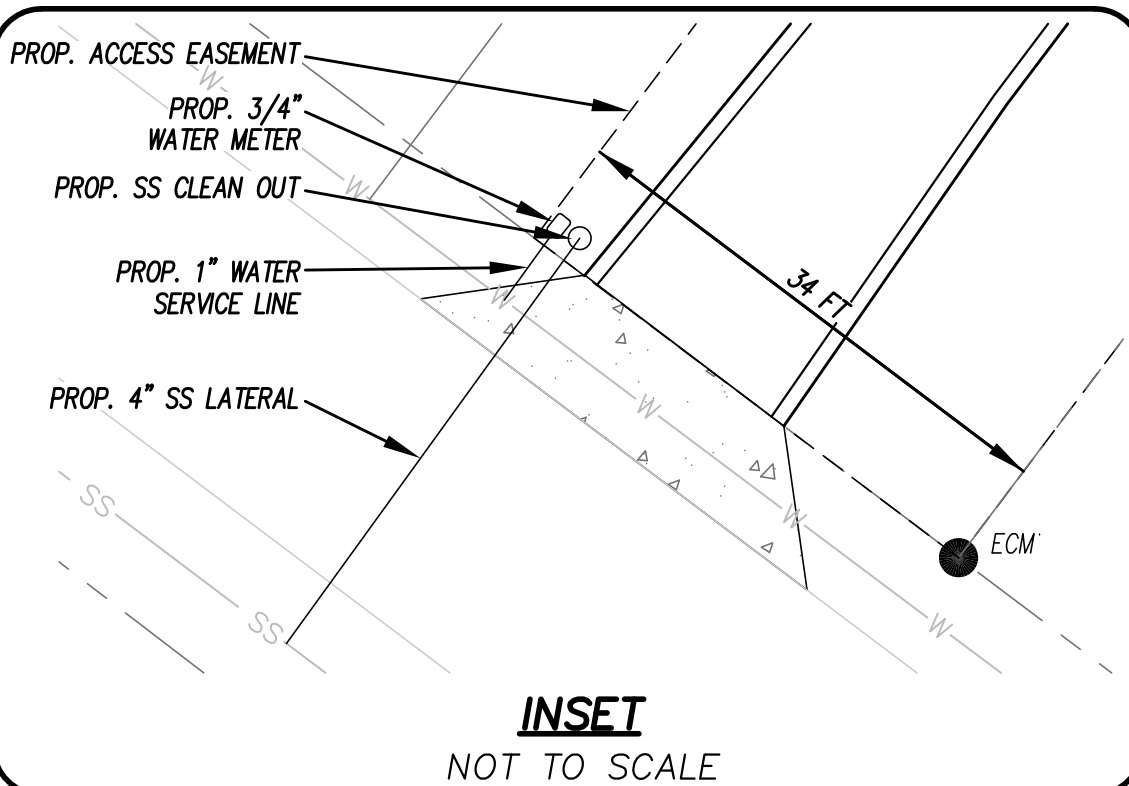 PROP. ACCESS EASEMENT
W
PROP. 3/4"
WATER METER
W
PROP. SS CLEAN OUT
PROP. 1" WATER
SERVICE LINE
W
34 FT
PROP. 4" SS LATERAL
W
SS
W
ECM
SS
W
INSET
NOT TO SCALE